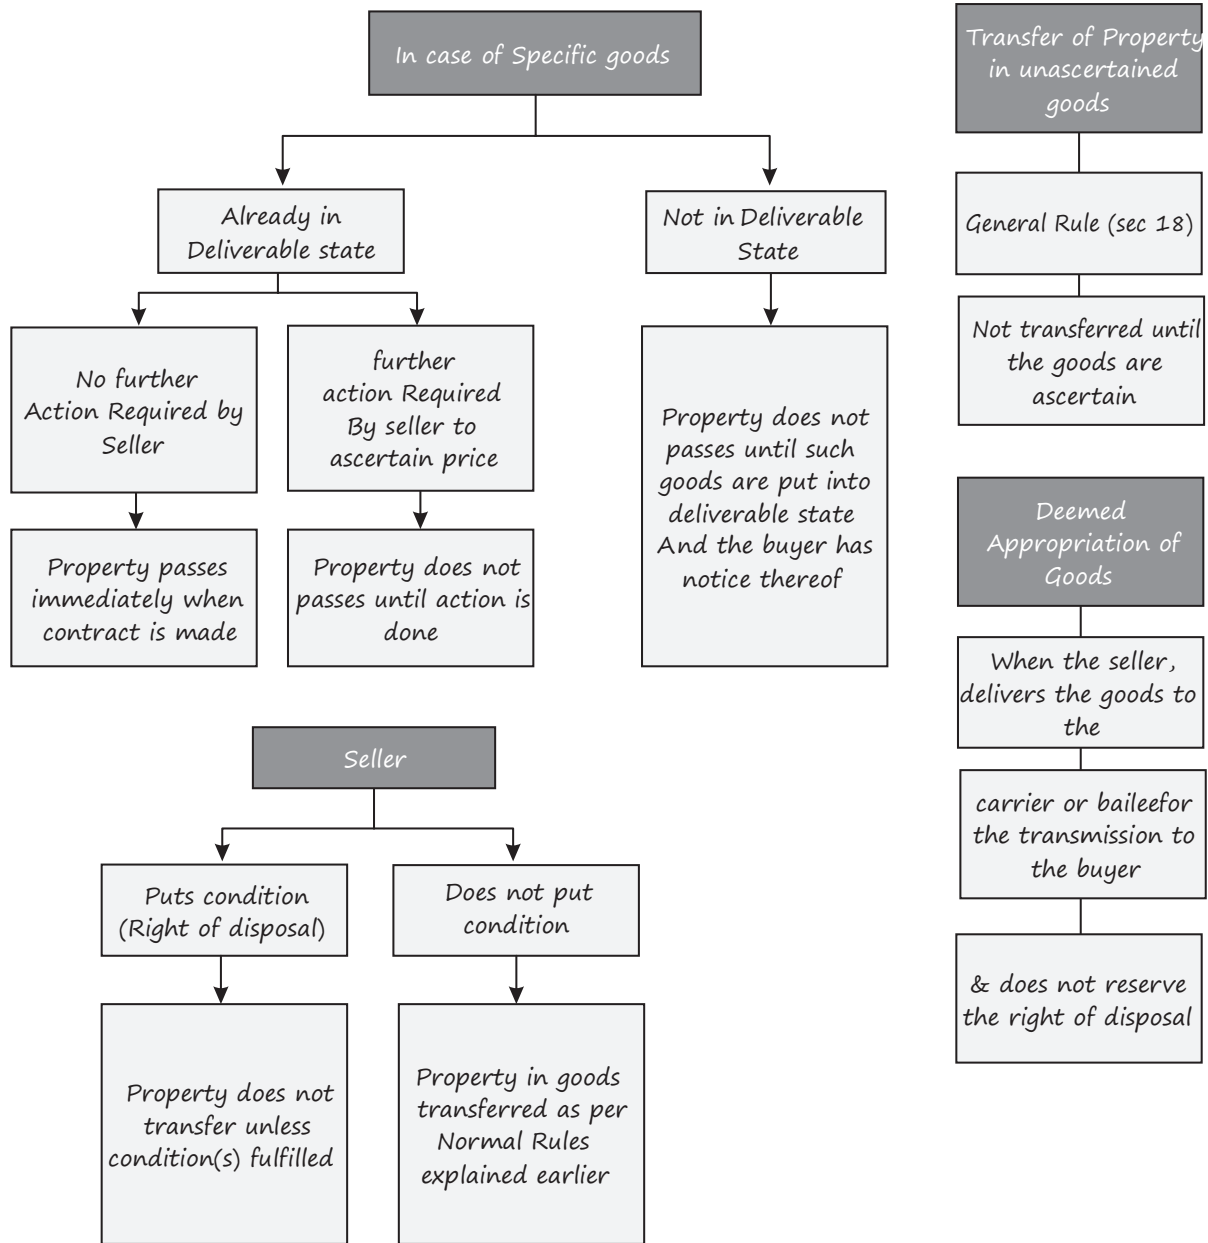 In case of Specific goods
Already in
Deliverable state
Not in Deliverable
State
No further
Action Required by
Seller
further
action Required
By seller to
ascertain price
Property passes
immediately when
contract is made
Property does not
passes until action is
done
Property does not
passes until such
goods are put into
deliverable state
And the buyer has
notice thereof
Seller
Puts condition
(Right of disposal)
Does not put
condition
Property does not
transfer unless
condition(s) fulfilled
Property in goods
transferred as per
Normal Rules
explained earlier
Transfer of Property
in unascertained
goods
General Rule (sec 18)
Not transferred until
the goods are
ascertain
Deemed
Appropriation of
Goods
When the seller,
delivers the goods to
the
carrier or baileefor
the transmission to
the buyer
& does not reserve
the right of disposal